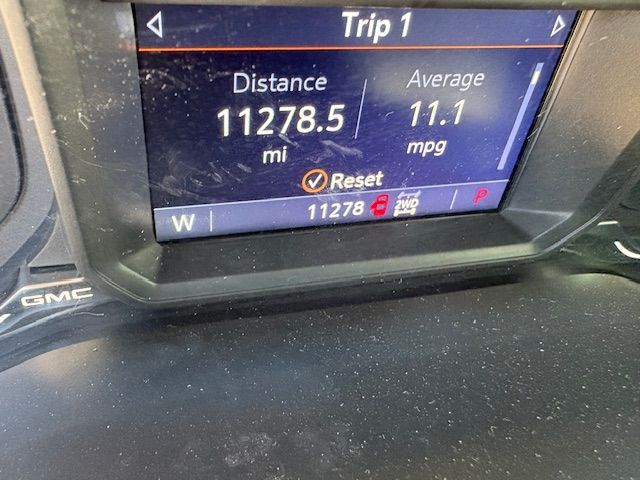 Trip 1
Distance Average
11278.5 11.1
mi mpg
Reset
W 11278 2WD P
GMC